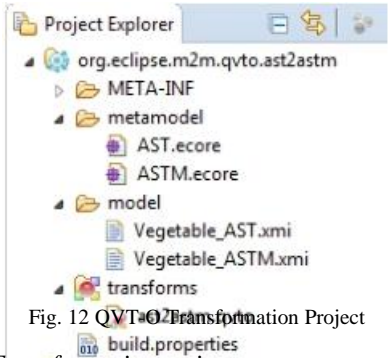 Project Explorer
org.eclipse.m2m.qvto.ast2astm
META-INF
metamodel
AST.ecore
ASTM.ecore
model
Vegetable_AST.xmi
Vegetable_ASTM.xmi
transforms
Fig. 12 QVT-O Transformation Project
build.properties